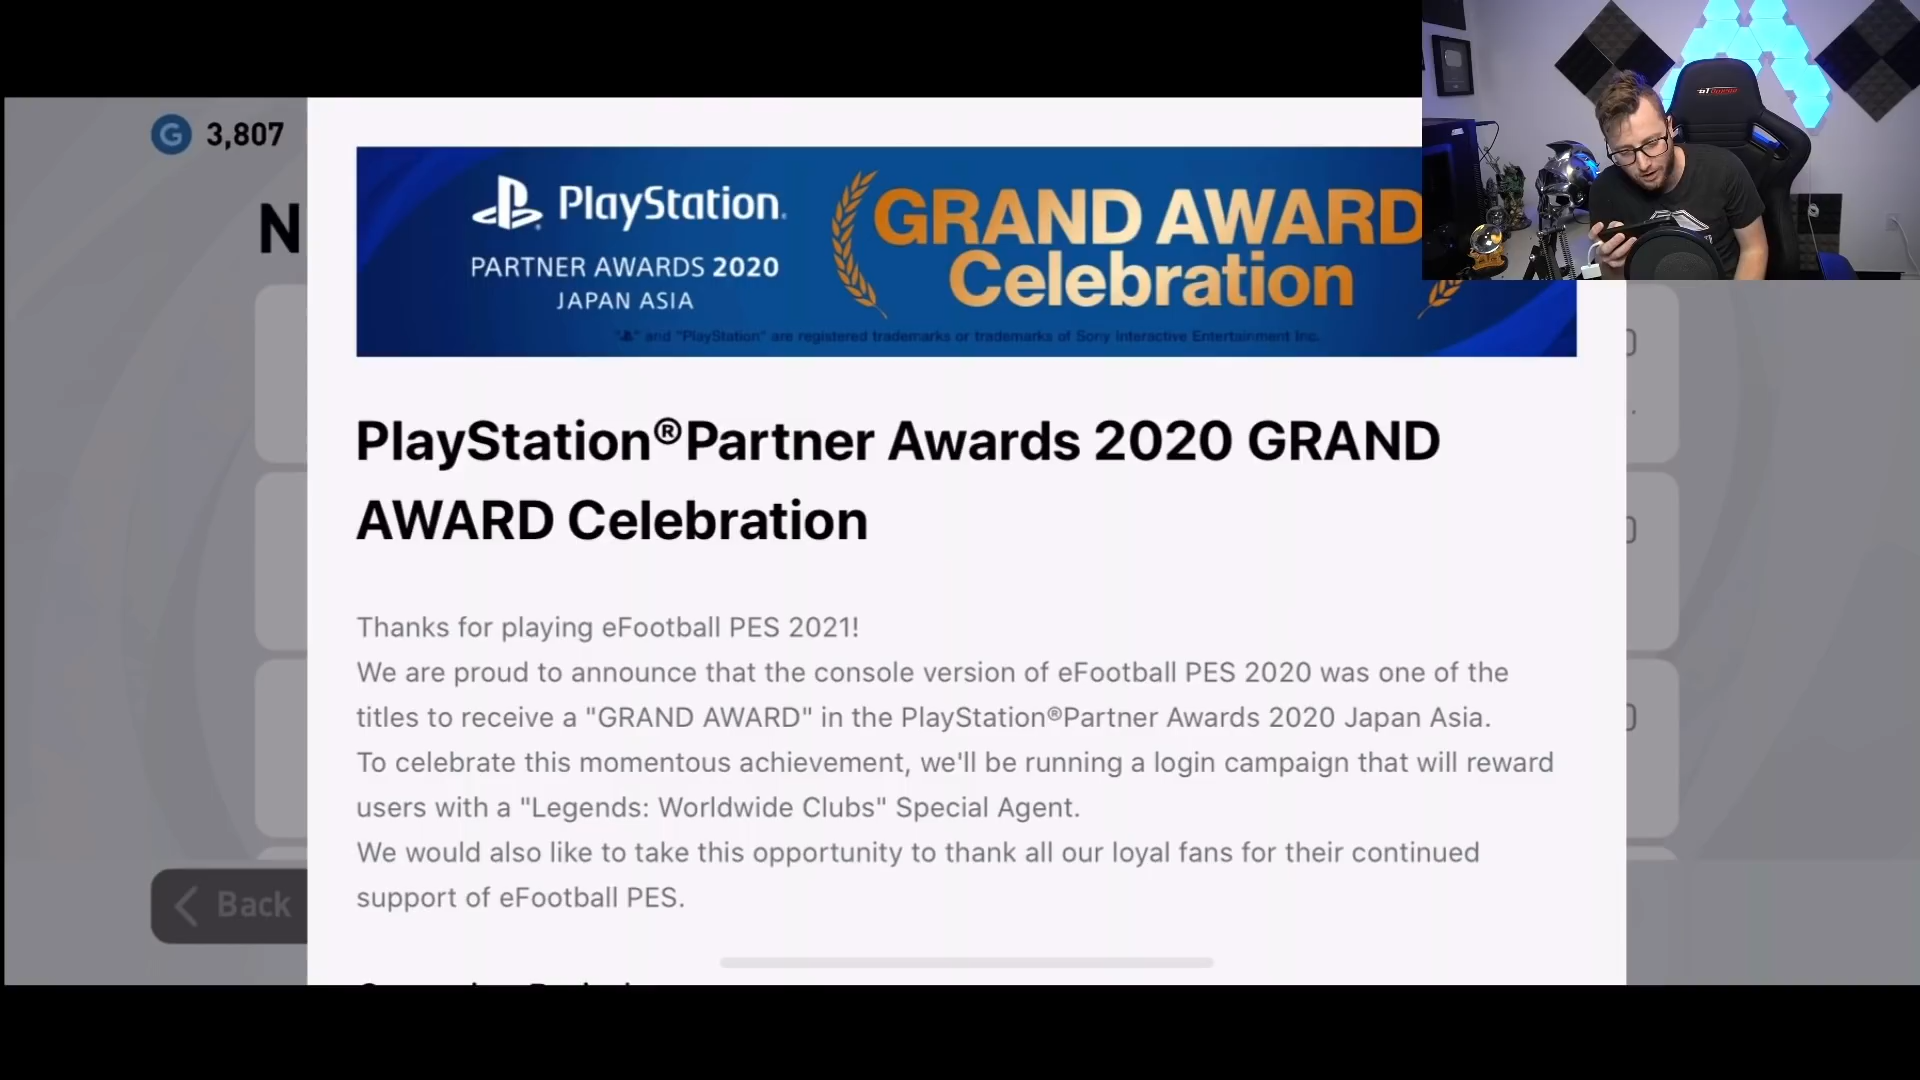 G 3,807
N
PlayStation®
PARTNER AWARDS 2020
JAPAN ASIA
GRAND AWARD
Celebration
" " and "PlayStation" are registered trademarks or trademarks of Sony Interactive Entertainment Inc.
PlayStation®Partner Awards 2020 GRAND
AWARD Celebration
Thanks for playing eFootball PES 2021!
We are proud to announce that the console version of eFootball PES 2020 was one of the
titles to receive a "GRAND AWARD" in the PlayStation®Partner Awards 2020 Japan Asia.
To celebrate this momentous achievement, we'll be running a login campaign that will reward
users with a "Legends: Worldwide Clubs" Special Agent.
We would also like to take this opportunity to thank all our loyal fans for their continued
support of eFootball PES.
Back